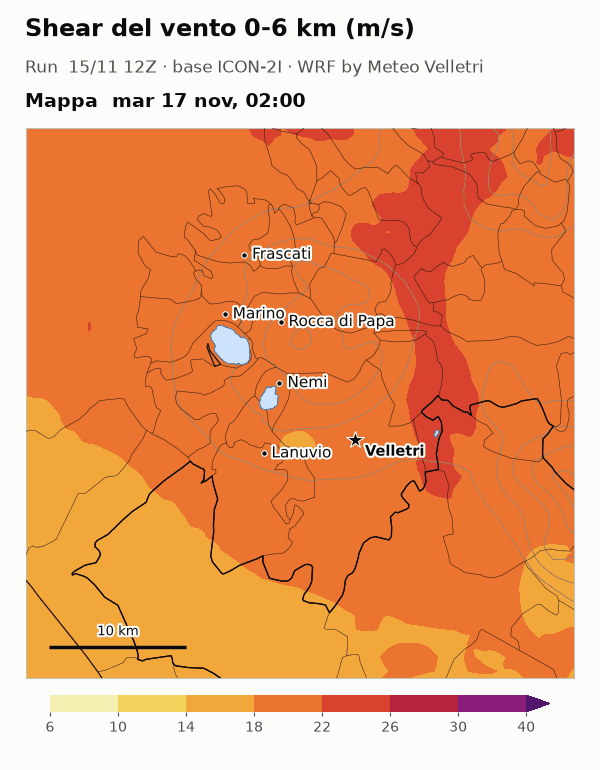 Shear del vento 0-6 km (m/s)
Run  15/11 12Z · base ICON-2I · WRF by Meteo Velletri
Mappa  mar 17 nov, 02:00
Frascati
Marino
Rocca di Papa
Nemi
Velletri
Lanuvio
10 km
6 10 14 18 22 26 30 40